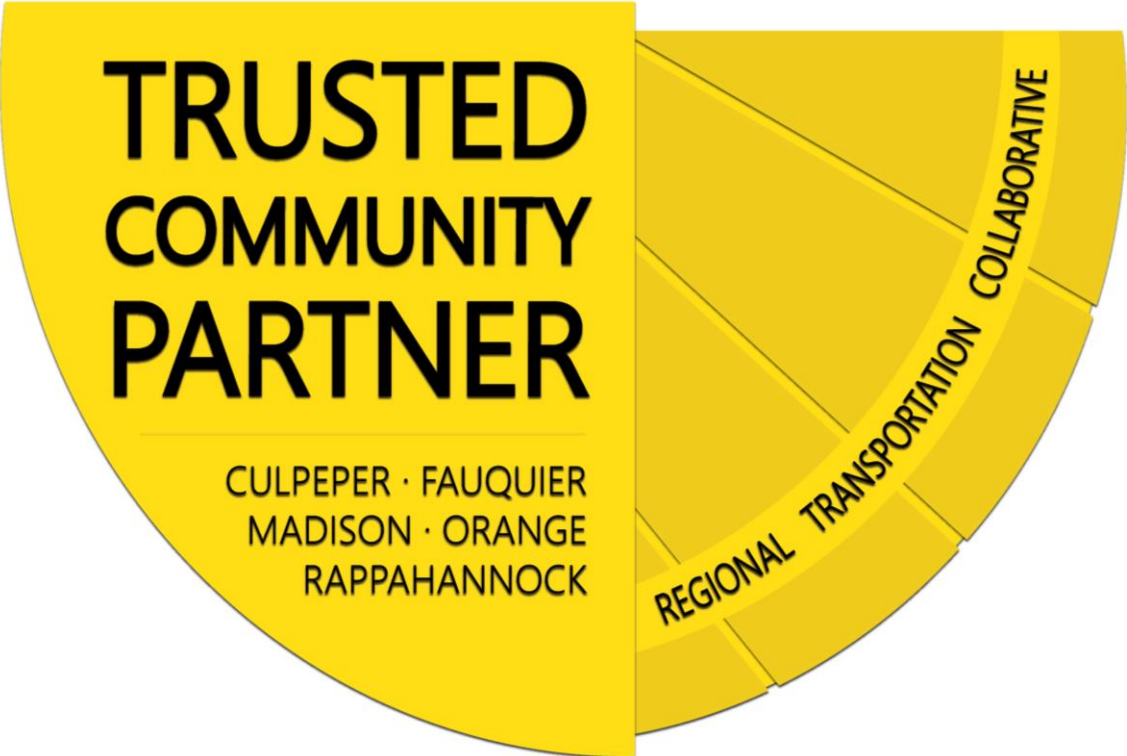 TRUSTED
COMMUNITY
PARTNER
CULPEPER · FAUQUIER
MADISON · ORANGE
RAPPAHANNOCK
REGIONAL TRANSPORTATION COLLABORATIVE